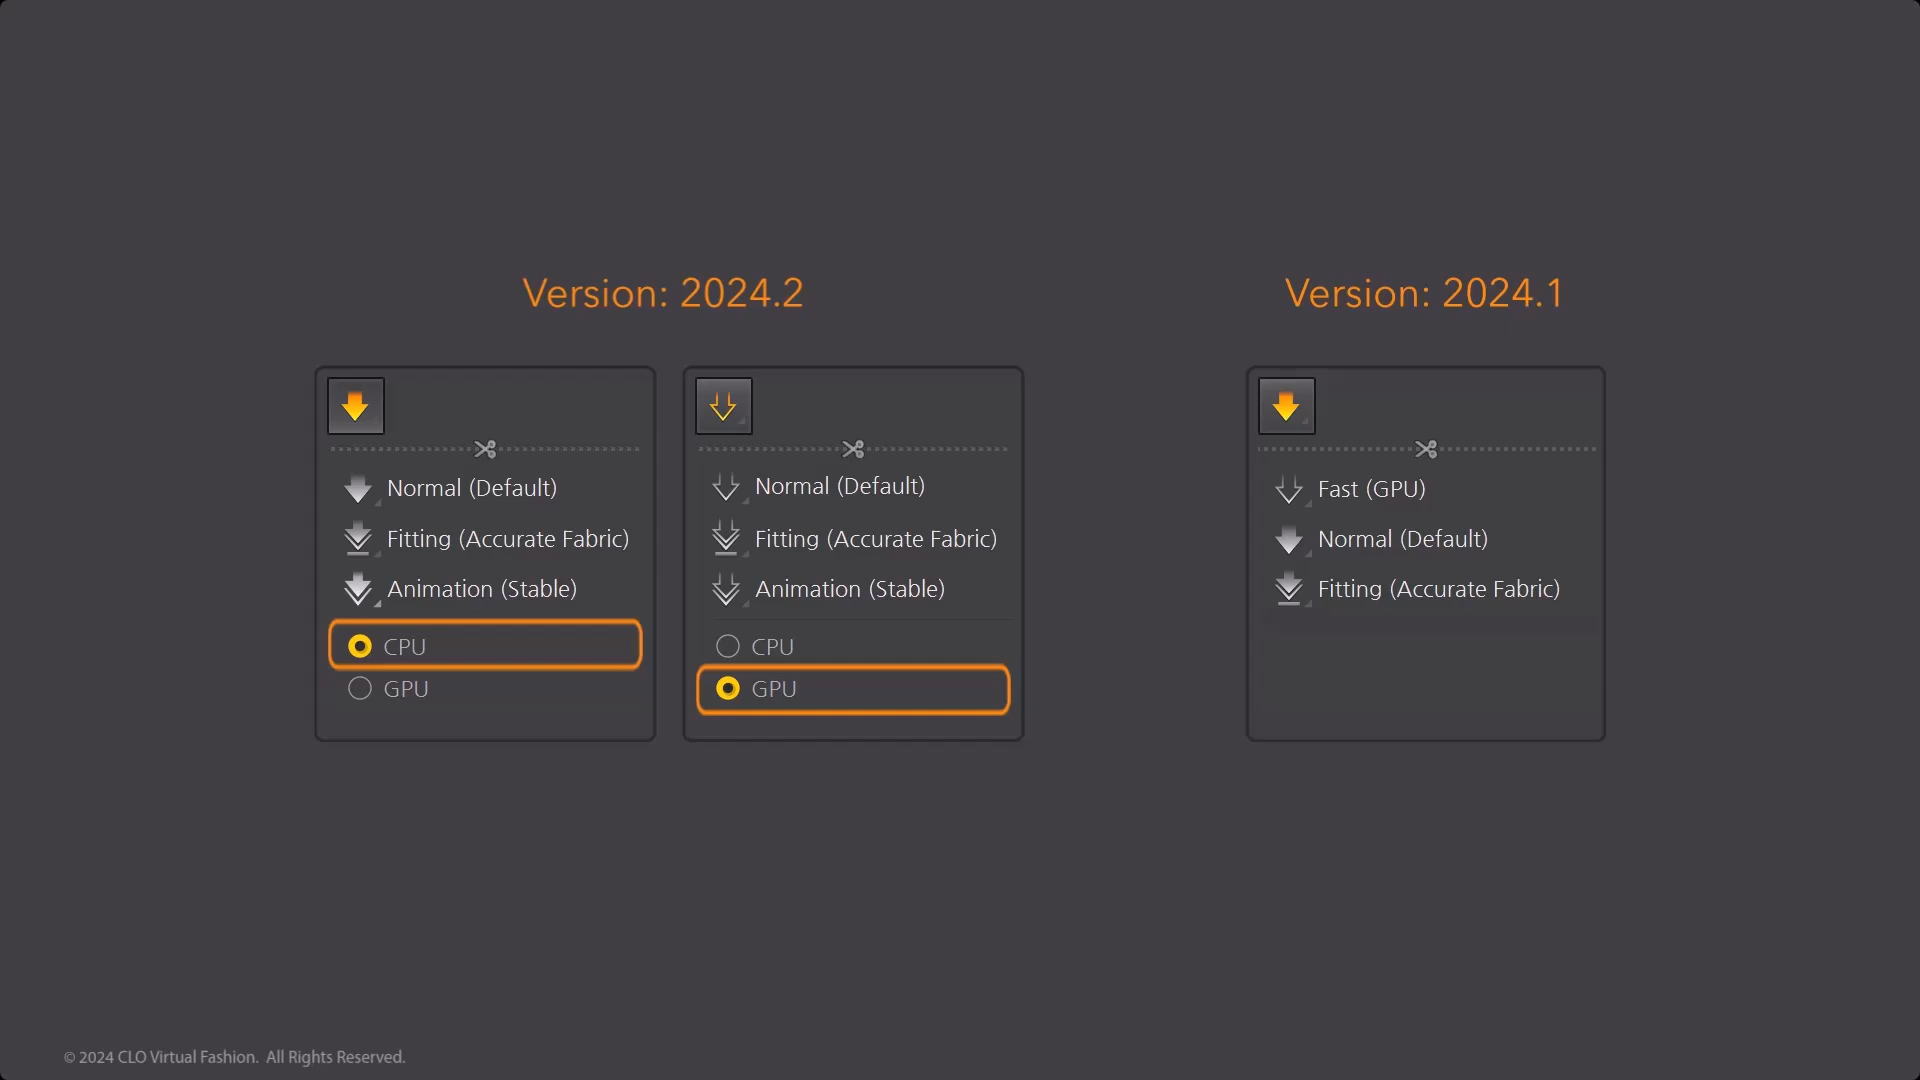 Version: 2024.2
Normal (Default)
Fitting (Accurate Fabric)
Animation (Stable)
CPU
GPU
Normal (Default)
Fitting (Accurate Fabric)
Animation (Stable)
CPU
GPU
Version: 2024.1
Fast (GPU)
Normal (Default)
Fitting (Accurate Fabric)
© 2024 CLO Virtual Fashion. All Rights Reserved.